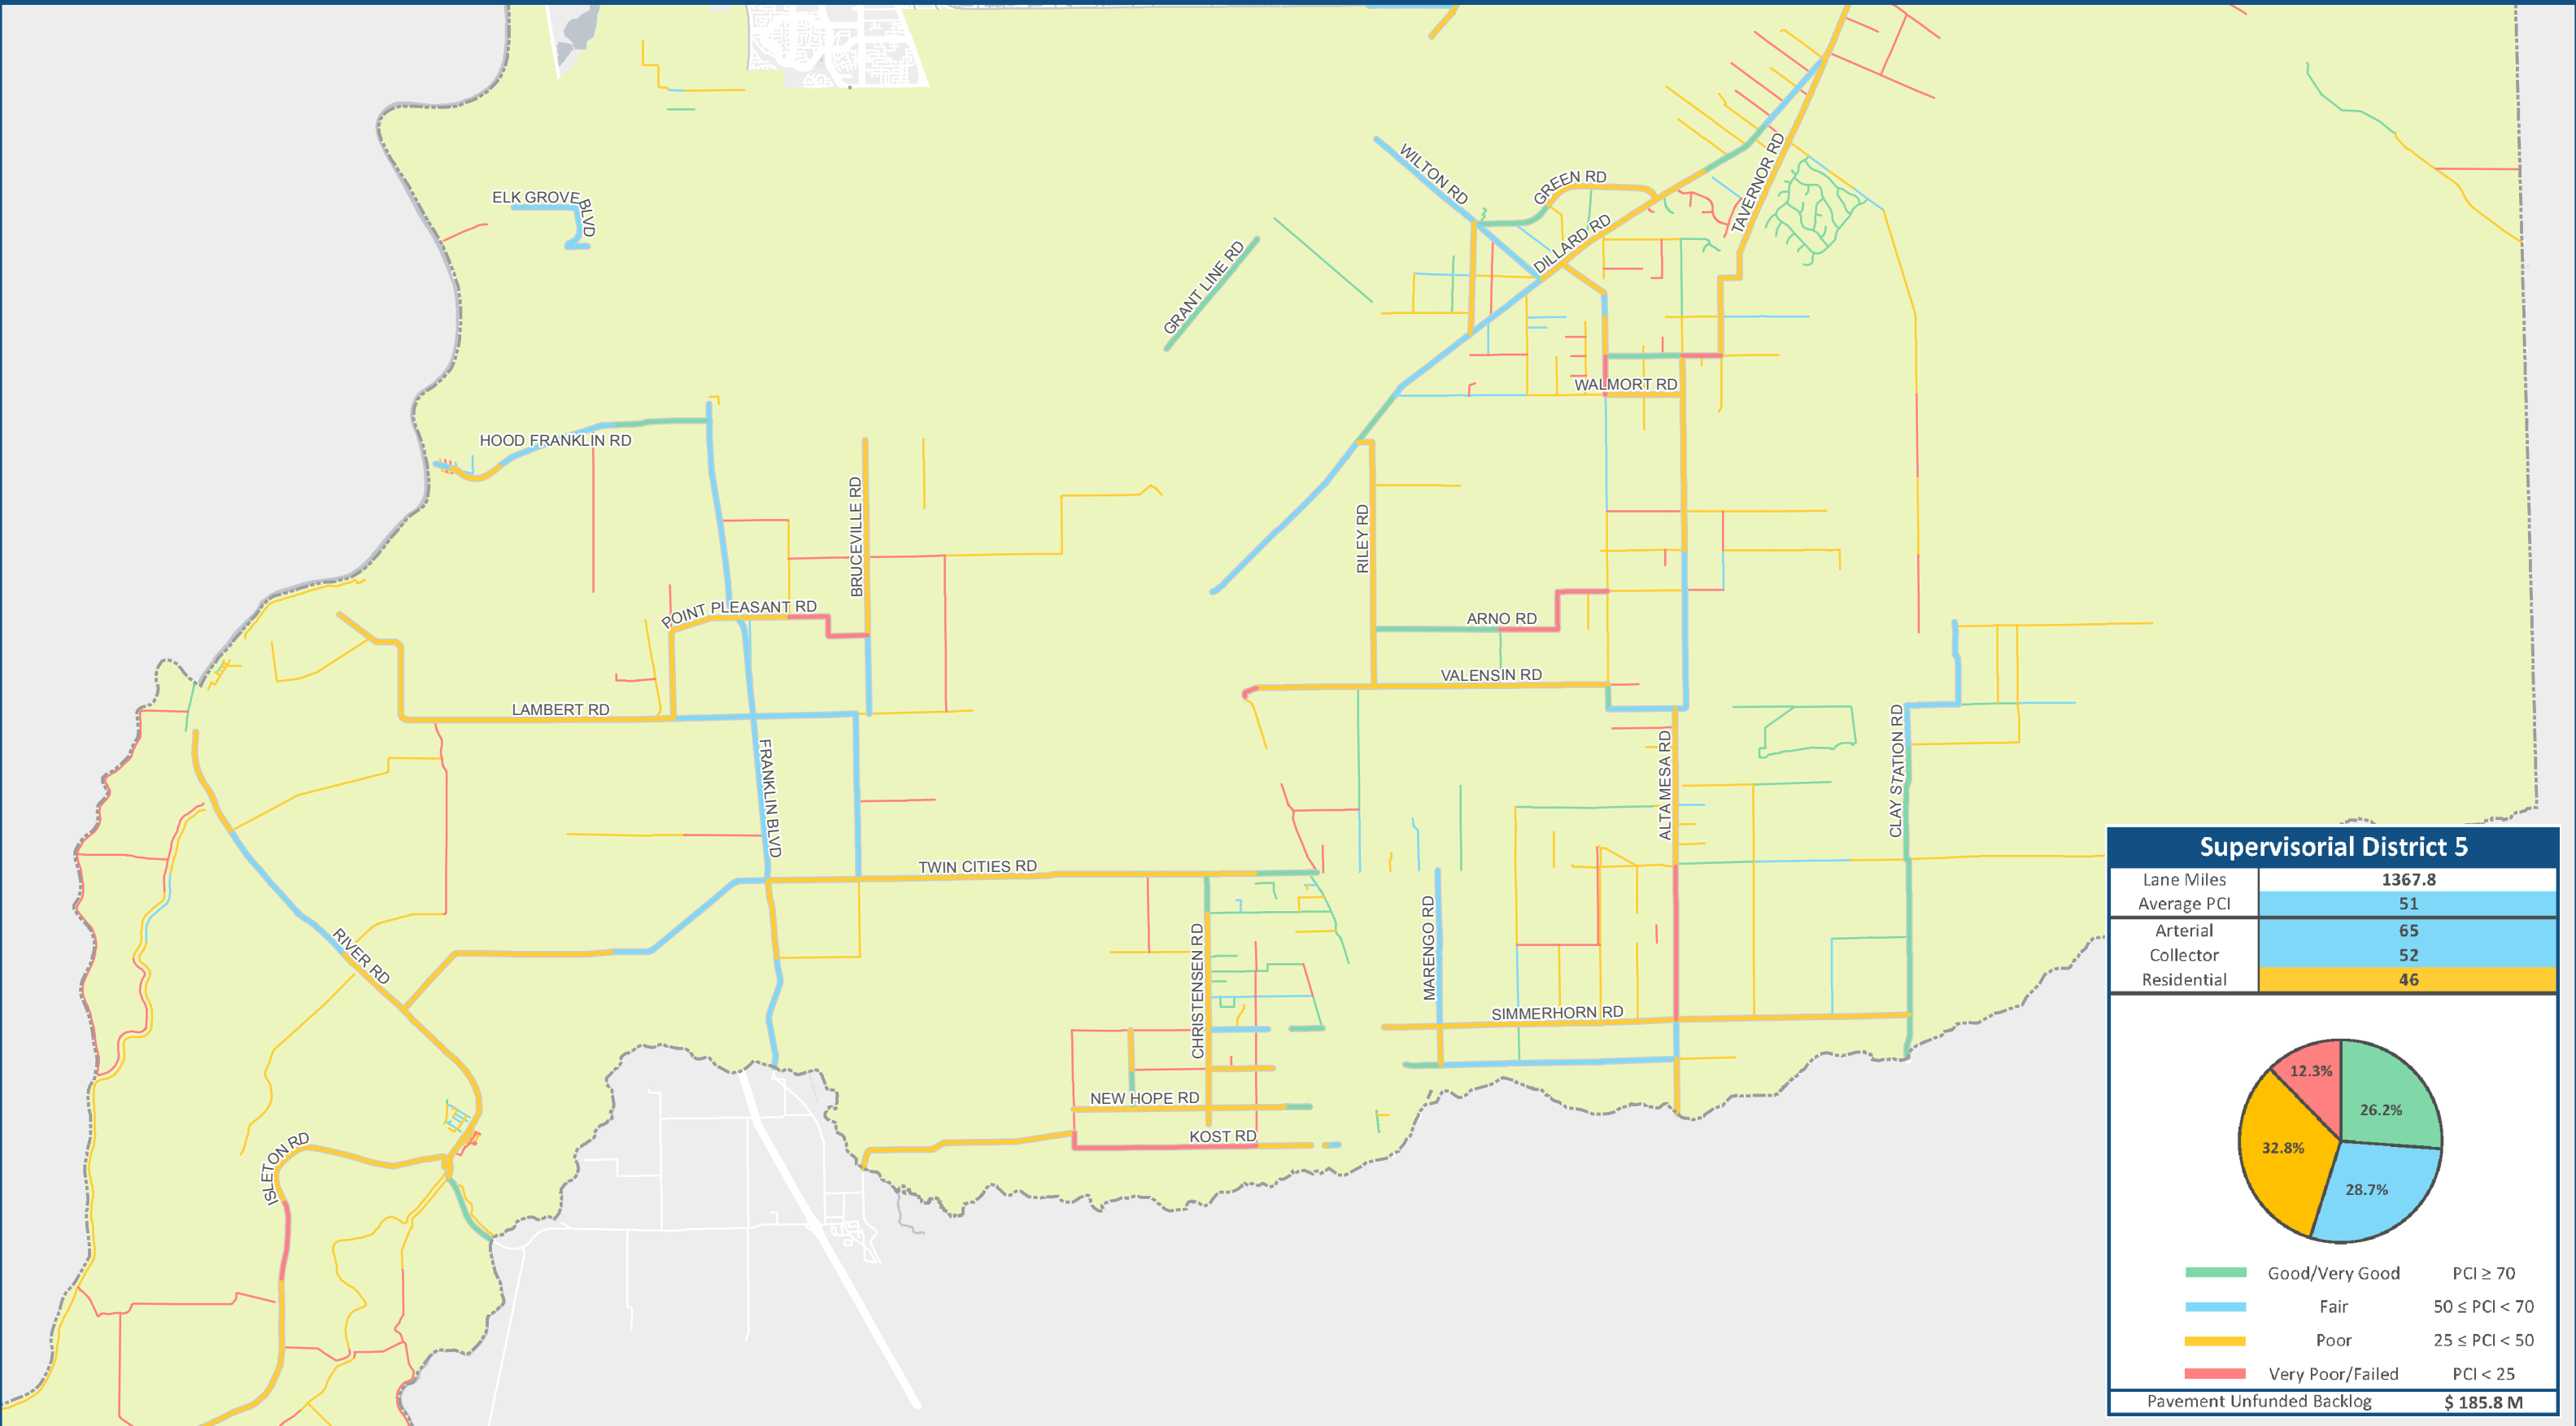 WILTON RD
GREEN RD
TAVERNOR RD
ELK GROVE BLVD
DILLARD RD
GRANT LINE RD
WALMORT RD
HOOD FRANKLIN RD
BRUCEVILLE RD
RILEY RD
POINT PLEASANT RD
ARNO RD
VALENSIN RD
LAMBERT RD
FRANKLIN BLVD
ALTA MESA RD
CLAY STATION RD
TWIN CITIES RD
RIVER RD
CHRISTENSEN RD
MARENGO RD
SIMMERHORN RD
NEW HOPE RD
KOST RD
ISLETON RD
Supervisorial District 5
Lane Miles 1367.8
Average PCI 51
Arterial 65
Collector 52
Residential 46
12.3%
26.2%
32.8%
28.7%
Good/Very Good PCI ≥ 70
Fair 50 ≤ PCI < 70
Poor 25 ≤ PCI < 50
Very Poor/Failed PCI < 25
Pavement Unfunded Backlog $ 185.8 M